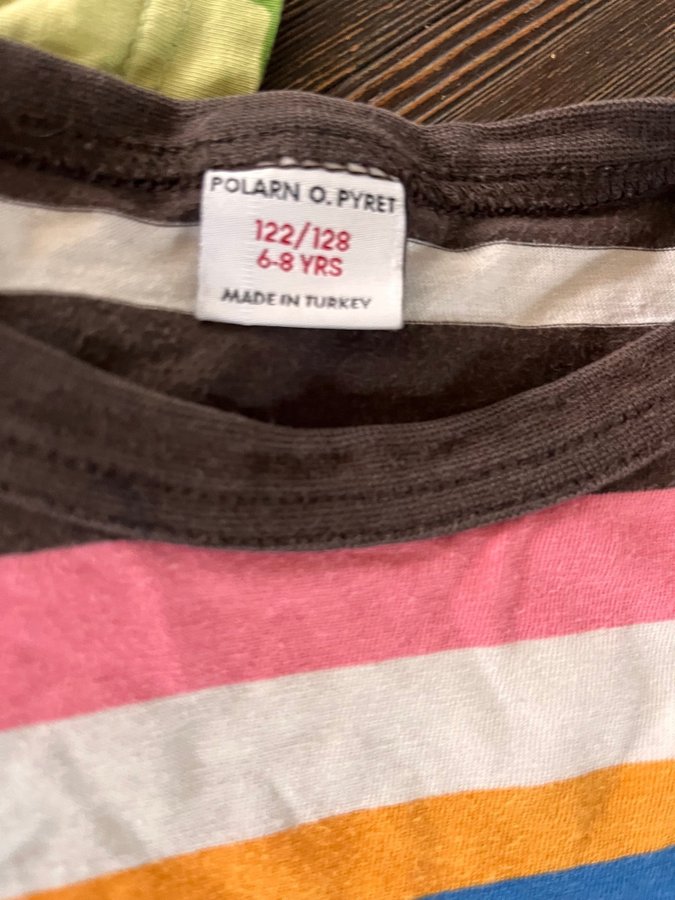 POLARN O. PYRET
122/128
6-8 YRS
MADE IN TURKEY